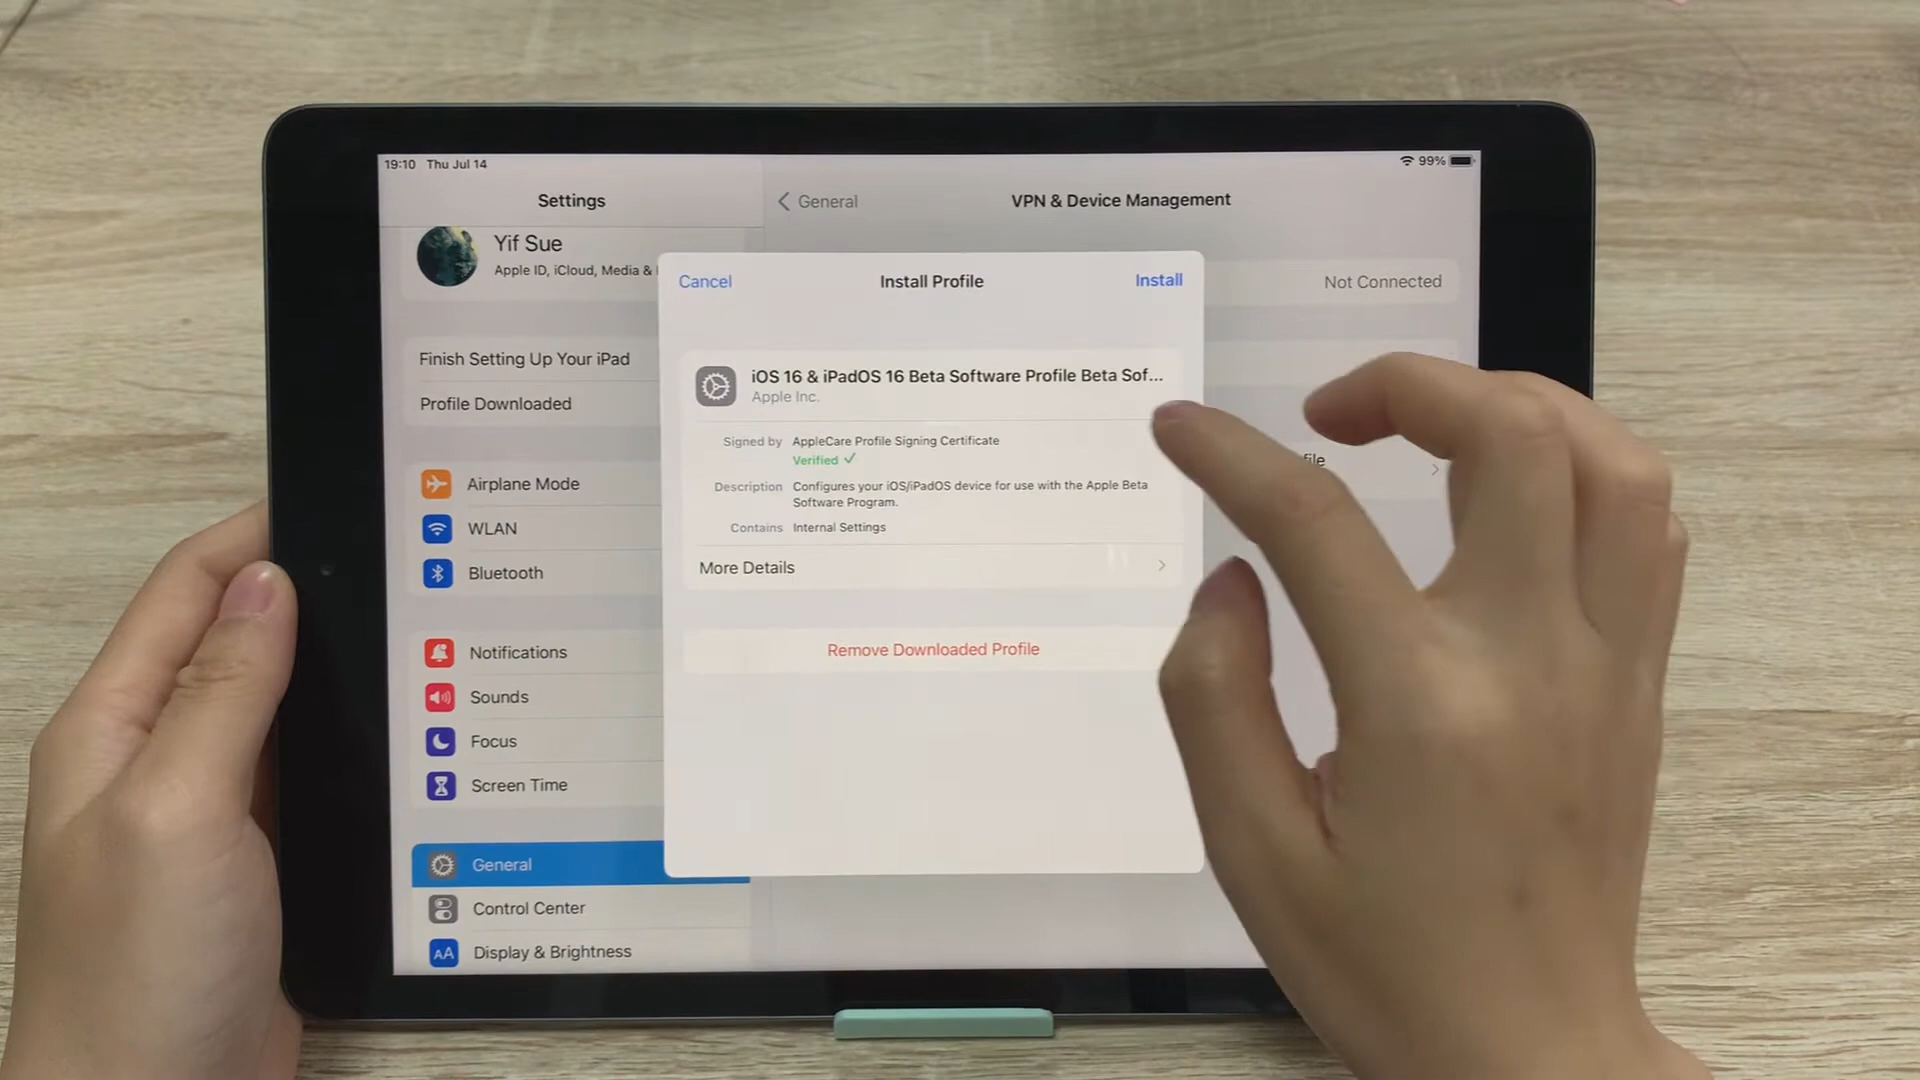 19:10 Thu Jul 14
99%
Settings
General
VPN & Device Management
Yif Sue
Apple ID, iCloud, Media &
Not Connected
Cancel
Install Profile
Install
Finish Setting Up Your iPad
Profile Downloaded
iOS 16 & iPadOS 16 Beta Software Profile Beta Sof...
Apple Inc.
Signed by AppleCare Profile Signing Certificate
Verified ✓
Description Configures your iOS/iPadOS device for use with the Apple Beta
Software Program.
Contains Internal Settings
More Details
Remove Downloaded Profile
Airplane Mode
WLAN
Bluetooth
Notifications
Sounds
Focus
Screen Time
General
Control Center
AA Display & Brightness